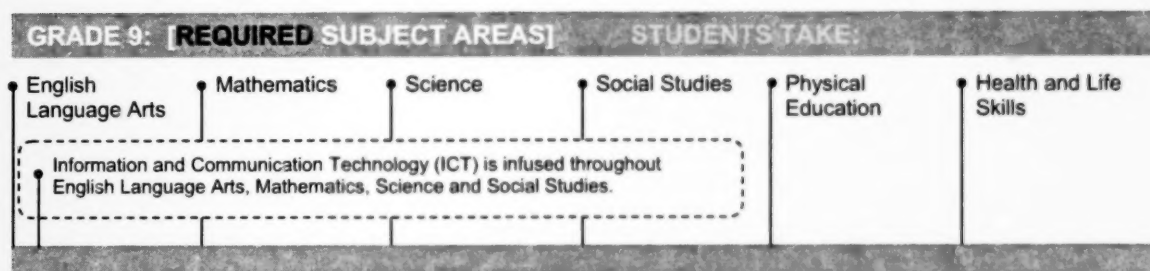 GRADE 9: [REQUIRED SUBJECT AREAS] STUDENTS TAKE:
English
Language Arts
Mathematics
Science
Social Studies
Physical
Education
Health and Life
Skills
Information and Communication Technology (ICT) is infused throughout
English Language Arts, Mathematics, Science and Social Studies.